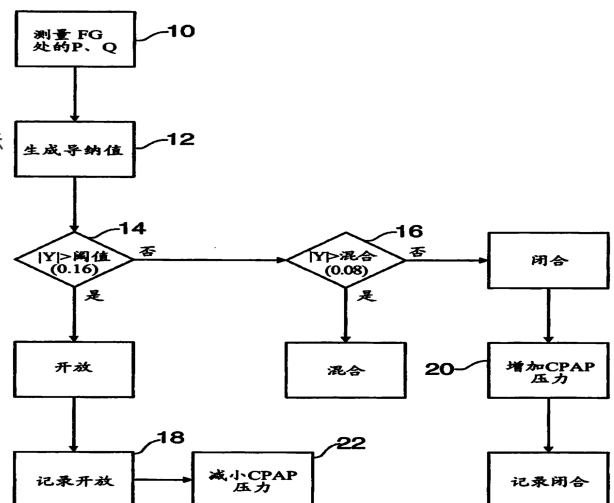 测量 FG
处的P、Q
10
生成导纳值
12
14
|Y|>阈值
(0.16)
否
是
16
|Y|>混合
(0.08)
否
是
闭合
开放
混合
20
增加CPAP
压力
18
记录开放
22
减小CPAP
压力
记录闭合